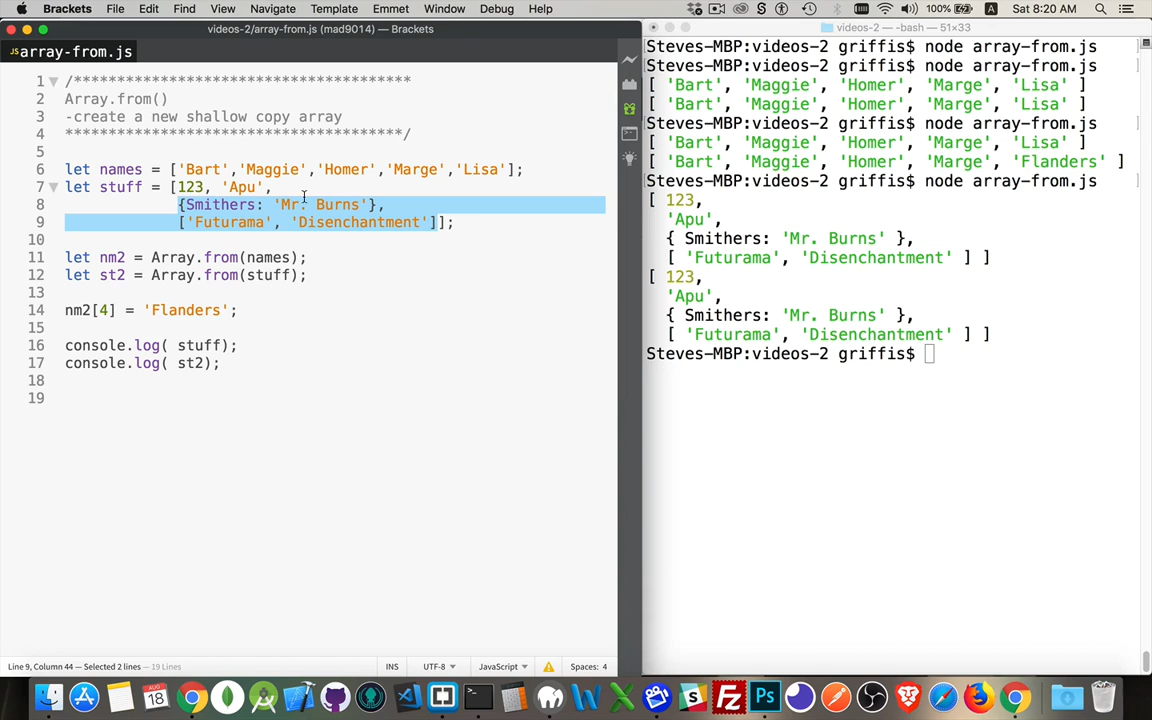 Brackets File Edit Find View Navigate Template Emmet Window Debug Help 100% A Sat 8:20 AM
videos-2/array-from.js (mad9014) — Brackets
JS array-from.js
1 /**************************************
2 Array.from()
3 -create a new shallow copy array
4 ***************************************/
5
6 let names = ['Bart','Maggie','Homer','Marge','Lisa'];
7 let stuff = [123, 'Apu',
8 {Smithers: 'Mr. Burns'},
9 ['Futurama', 'Disenchantment']];
10
11 let nm2 = Array.from(names);
12 let st2 = Array.from(stuff);
13
14 nm2[4] = 'Flanders';
15
16 console.log( stuff);
17 console.log( st2);
18
19
Line 9, Column 44 — Selected 2 lines — 19 Lines INS UTF-8 JavaScript Spaces: 4
videos-2 — -bash — 51×33
Steves-MBP:videos-2 griffis$ node array-from.js
Steves-MBP:videos-2 griffis$ node array-from.js
[ 'Bart', 'Maggie', 'Homer', 'Marge', 'Lisa' ]
[ 'Bart', 'Maggie', 'Homer', 'Marge', 'Lisa' ]
Steves-MBP:videos-2 griffis$ node array-from.js
[ 'Bart', 'Maggie', 'Homer', 'Marge', 'Lisa' ]
[ 'Bart', 'Maggie', 'Homer', 'Marge', 'Flanders' ]
Steves-MBP:videos-2 griffis$ node array-from.js
[ 123,
'Apu',
{ Smithers: 'Mr. Burns' },
[ 'Futurama', 'Disenchantment' ] ]
[ 123,
'Apu',
{ Smithers: 'Mr. Burns' },
[ 'Futurama', 'Disenchantment' ] ]
Steves-MBP:videos-2 griffis$
AUG
18
Fz
Ps